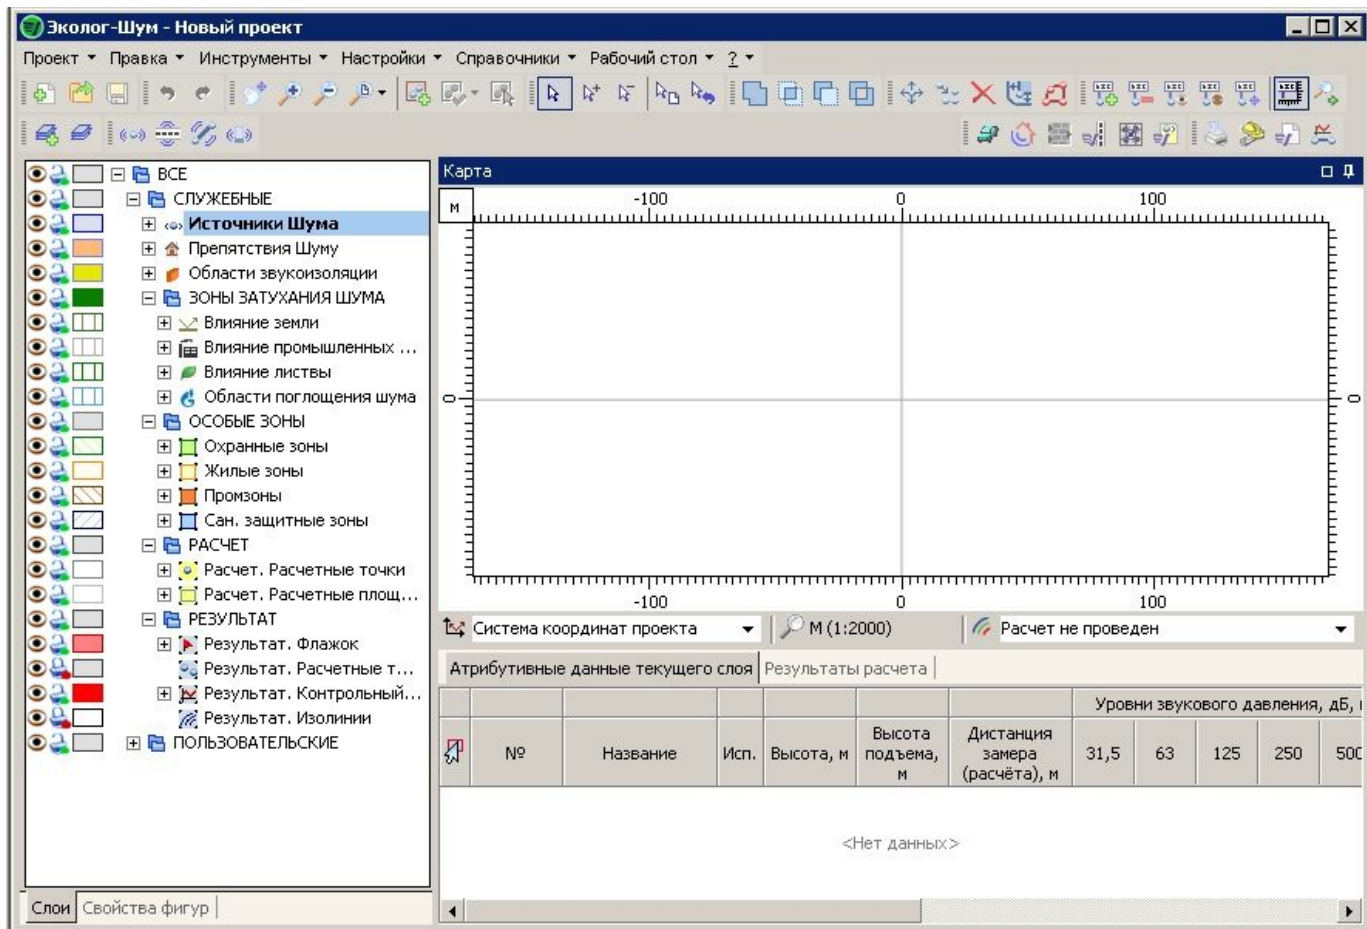 Эколог-Шум - Новый проект
Проект Правка Инструменты Настройки Справочники Рабочий стол ?
ВСЕ
СЛУЖЕБНЫЕ
Источники Шума
Препятствия Шуму
Области звукоизоляции
ЗОНЫ ЗАТУХАНИЯ ШУМА
Влияние земли
Влияние промышленных ...
Влияние листвы
Области поглощения шума
ОСОБЫЕ ЗОНЫ
Охранные зоны
Жилые зоны
Промзоны
Сан. защитные зоны
РАСЧЕТ
Расчет. Расчетные точки
Расчет. Расчетные площ...
РЕЗУЛЬТАТ
Результат. Флажок
Результат. Расчетные т...
Результат. Контрольный...
Результат. Изолинии
ПОЛЬЗОВАТЕЛЬСКИЕ
Слои Свойства фигур
Карта
м -100 0 100
0 0
-100 0 100
Система координат проекта М (1:2000) Расчет не проведен
Атрибутивные данные текущего слоя Результаты расчета
Уровни звукового давления, дБ,
№ Название Исп. Высота, м Высота подъема, м Дистанция замера (расчёта), м 31,5 63 125 250 500
<Нет данных>